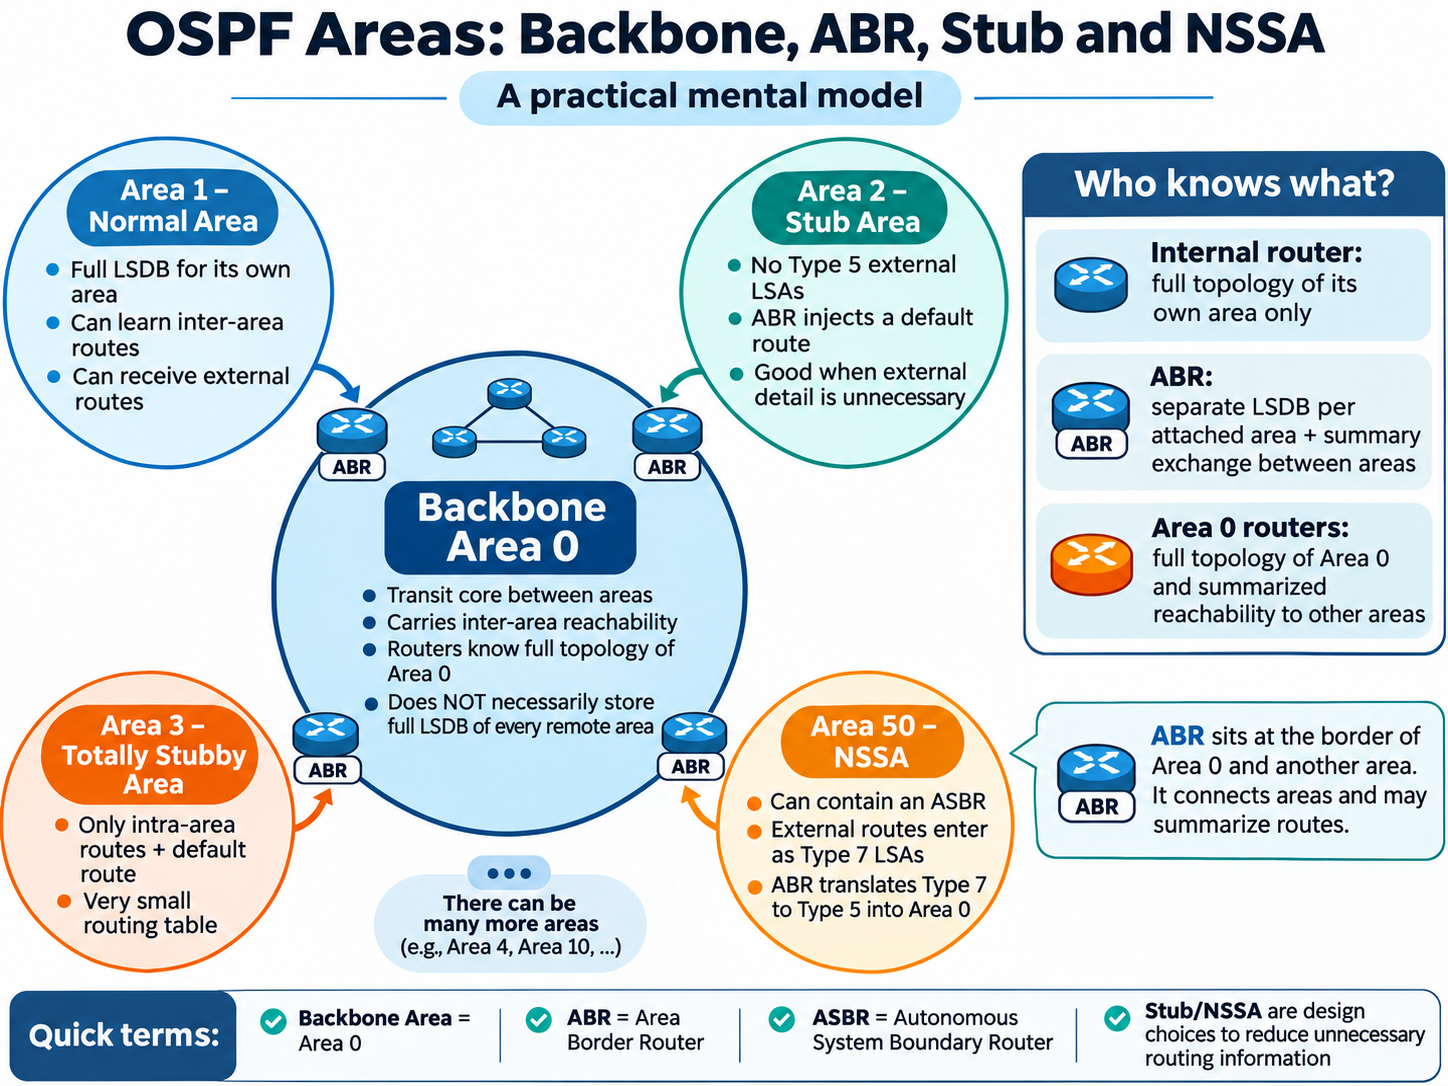 OSPF Areas: Backbone, ABR, Stub and NSSA
A practical mental model
Area 1 –
Normal Area
Full LSDB for its own
area
Can learn inter-area
routes
Can receive external
routes
Area 2 –
Stub Area
No Type 5 external
LSAs
ABR injects a default
route
Good when external
detail is unnecessary
ABR
ABR
Backbone
Area 0
Transit core between areas
Carries inter-area reachability
Routers know full topology of
Area 0
Does NOT necessarily store
full LSDB of every remote area
ABR
ABR
Area 3 –
Totally Stubby
Area
Only intra-area
routes + default
route
Very small
routing table
•••
There can be
many more areas
(e.g., Area 4, Area 10, ...)
Area 50 –
NSSA
Can contain an ASBR
External routes enter
as Type 7 LSAs
ABR translates Type 7
to Type 5 into Area 0
Who knows what?
Internal router:
full topology of its
own area only
ABR
ABR:
separate LSDB per
attached area + summary
exchange between areas
Area 0 routers:
full topology of Area 0
and summarized
reachability to other areas
ABR
ABR sits at the border of
Area 0 and another area.
It connects areas and may
summarize routes.
Quick terms:
Backbone Area =
Area 0
ABR = Area
Border Router
ASBR = Autonomous
System Boundary Router
Stub/NSSA are design
choices to reduce unnecessary
routing information